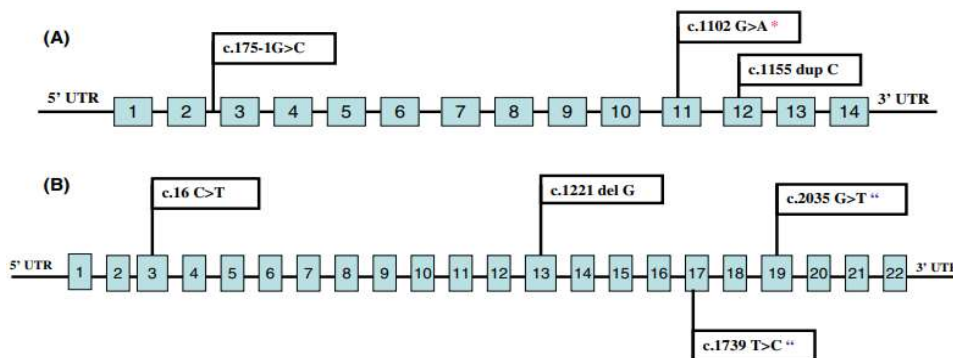 (A)
c.1102 G>A *
c.175-1G>C
c.1155 dup C
5' UTR
3' UTR
1 2 3 4 5 6 7 8 9 10 11 12 13 14
(B)
c.16 C>T
c.1221 del G
c.2035 G>T “
5' UTR
3' UTR
1 2 3 4 5 6 7 8 9 10 11 12 13 14 15 16 17 18 19 20 21 22
c.1739 T>C “